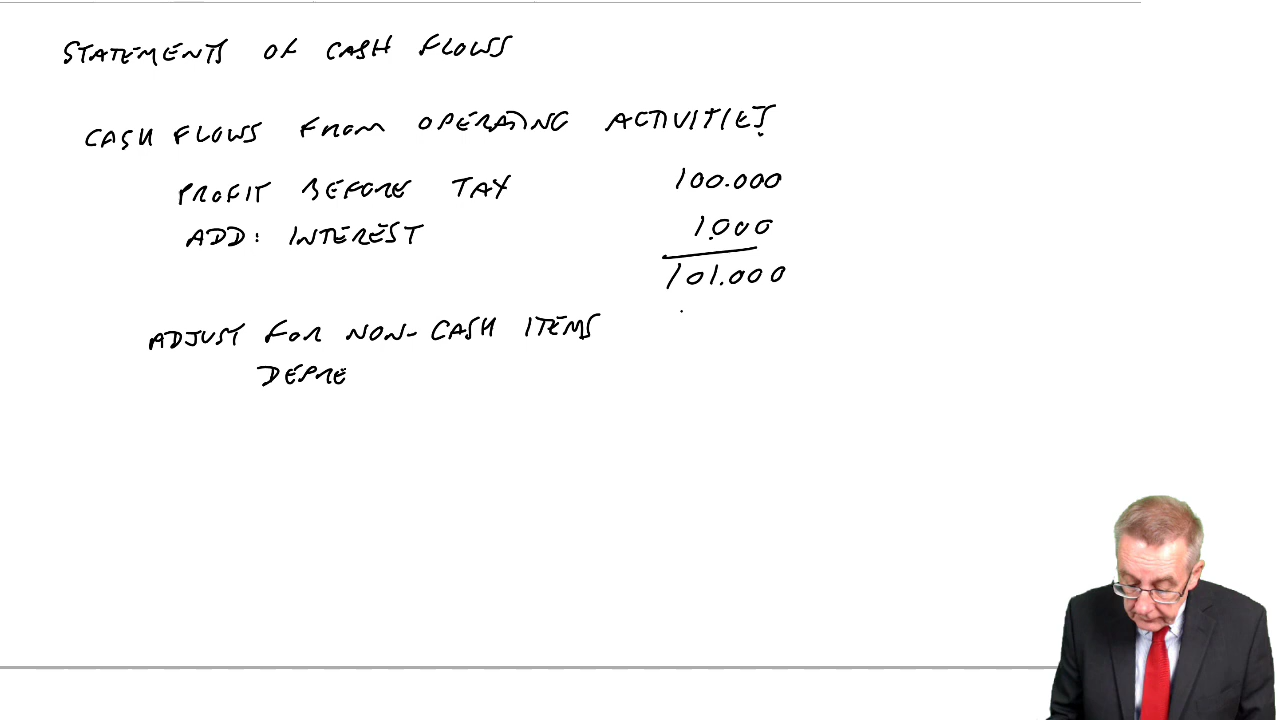 STATEMENTS OF CASH FLOWS
CASH FLOWS FROM OPERATING ACTIVITIES
PROFIT BEFORE TAX 100.000
ADD: INTEREST 1.000
101.000
ADJUST FOR NON-CASH ITEMS
DEPRE